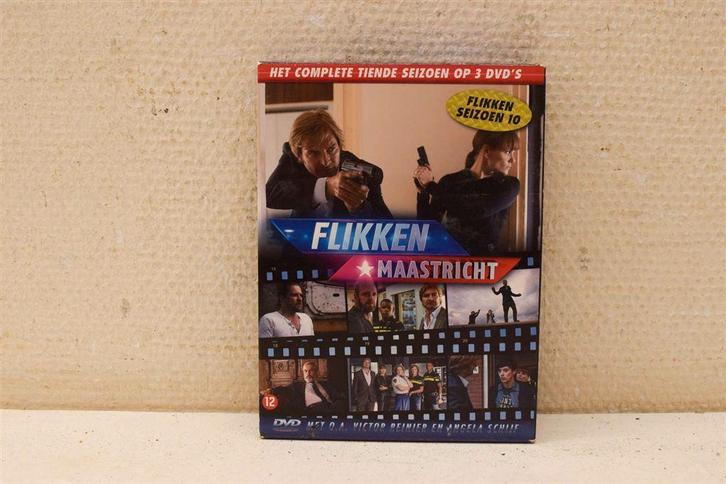 HET COMPLETE TIENDE SEIZOEN OP 3 DVD'S
FLIKKEN
SEIZOEN 10
FLIKKEN
MAASTRICHT
12
DVD
MET O.A. VICTOR REINIER EN ANGELA SCHIJF